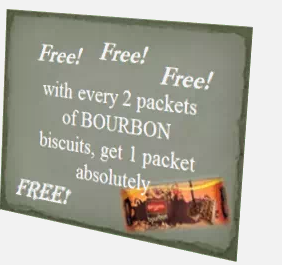 Free! Free! Free!
with every 2 packets
of BOURBON
biscuits, get 1 packet
absolutely
FREE!